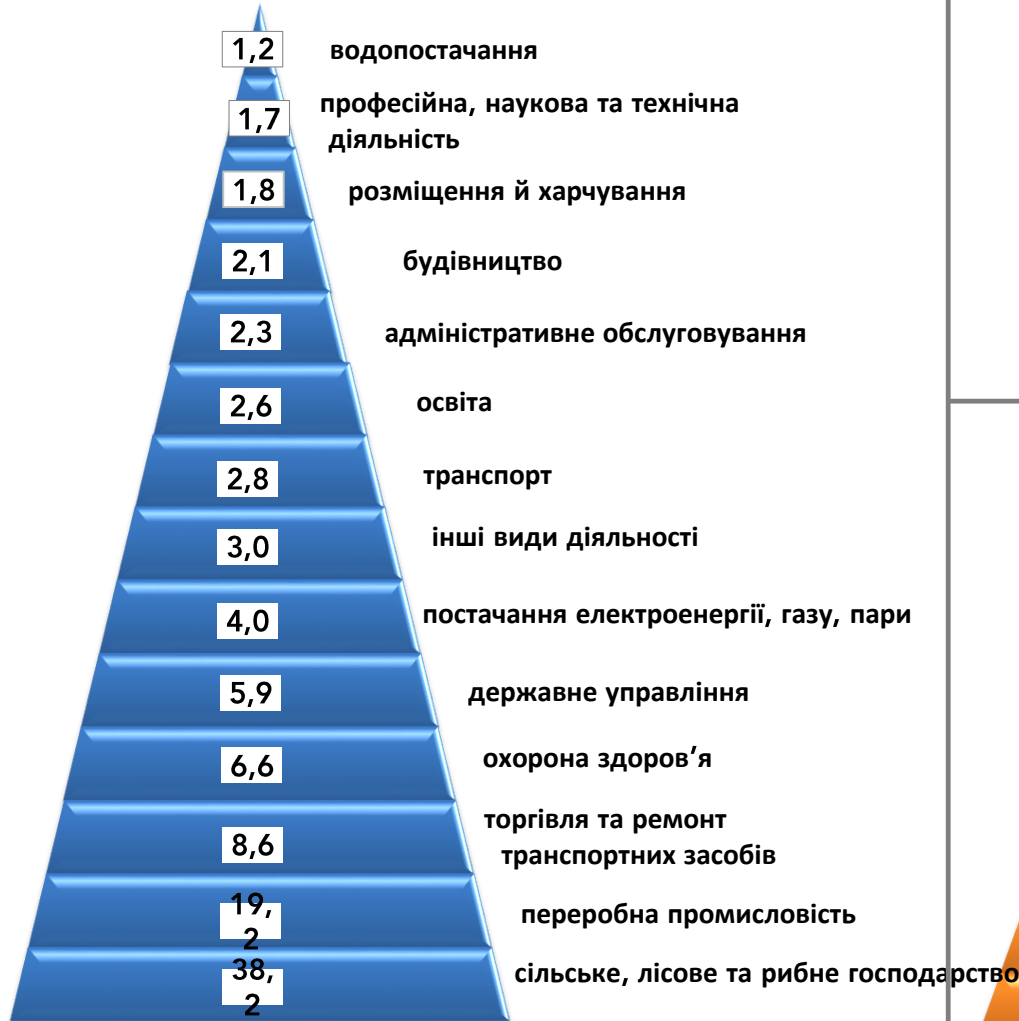 1,2 водопостачання
1,7 професійна, наукова та технічна
діяльність
1,8 розміщення й харчування
2,1 будівництво
2,3 адміністративне обслуговування
2,6 освіта
2,8 транспорт
3,0 інші види діяльності
4,0 постачання електроенергії, газу, пари
5,9 державне управління
6,6 охорона здоров’я
8,6 торгівля та ремонт
транспортних засобів
19,
2
переробна промисловість
38,
2
сільське, лісове та рибне господарство